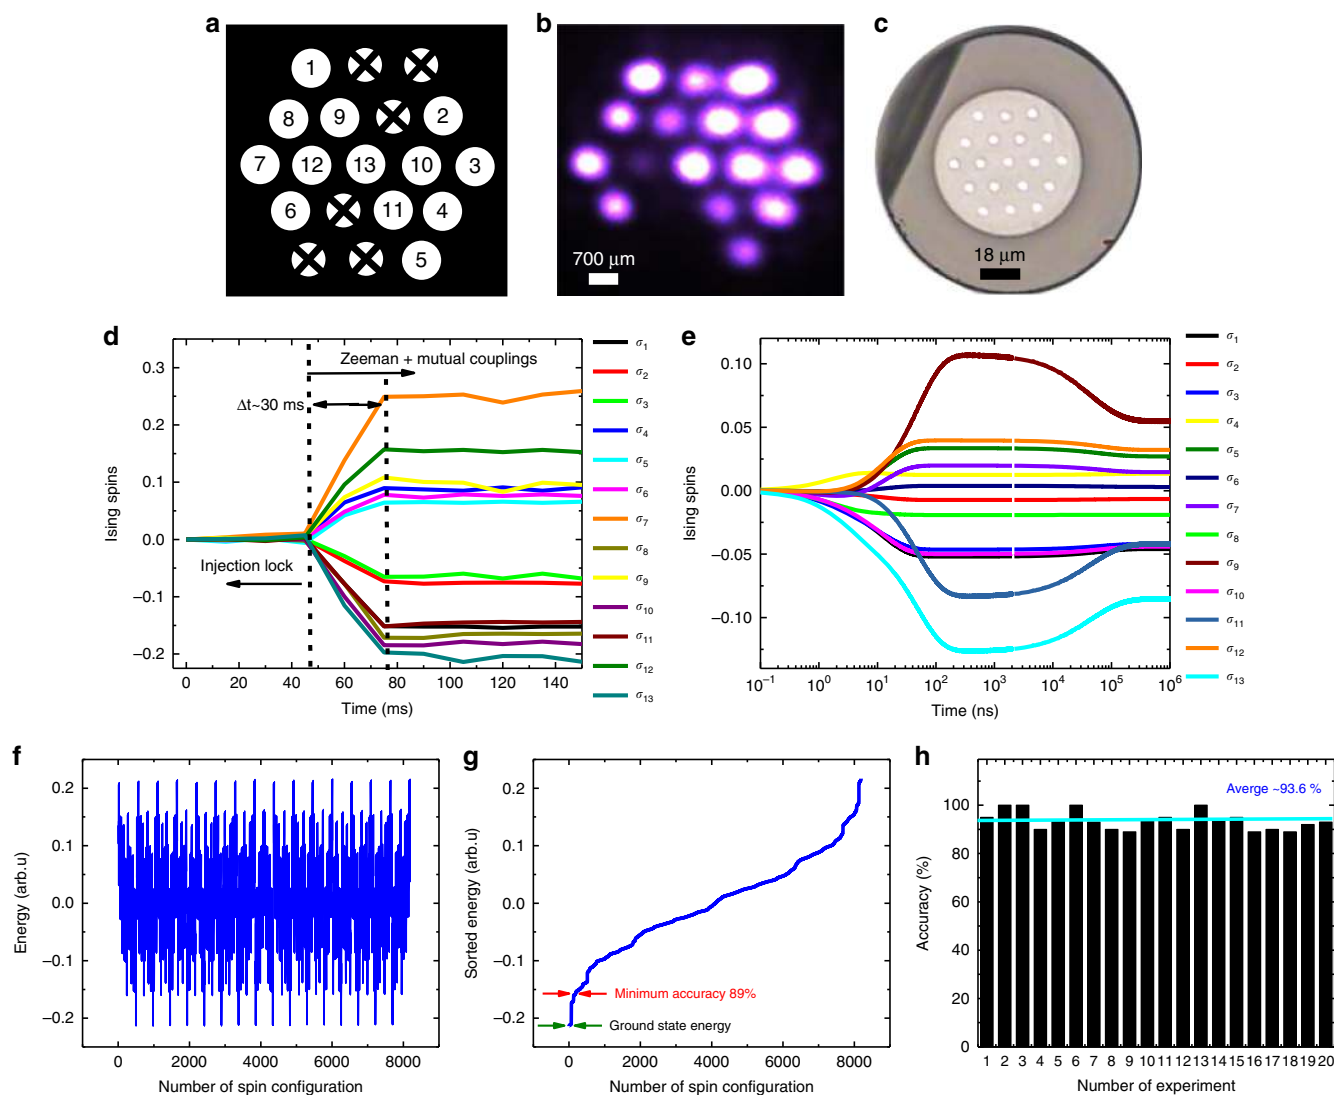 a
b
c
1
8 9 2
7 12 13 10 3
6 11 4
5
700 μm
18 μm
d
0.3
0.2
0.1
0.0
−0.1
−0.2
Ising spins
Zeeman + mutual couplings
Δt~30 ms
Injection lock
0 20 40 60 80 100 120 140
Time (ms)
σ1
σ2
σ3
σ4
σ5
σ6
σ7
σ8
σ9
σ10
σ11
σ12
σ13
e
0.10
0.05
0.00
−0.05
−0.10
Ising spins
10−1 100 101 102 103 104 105 106
Time (ns)
σ1
σ2
σ3
σ4
σ5
σ6
σ7
σ8
σ9
σ10
σ11
σ12
σ13
f
0.2
0.1
0.0
−0.1
−0.2
Energy (arb.u)
0 2000 4000 6000 8000
Number of spin configuration
g
0.2
0.1
0.0
−0.1
−0.2
Sorted energy (arb.u)
Minimum accuracy 89%
Ground state energy
0 2000 4000 6000 8000
Number of spin configuration
h
Averge ~93.6 %
100
80
60
40
20
0
Accuracy (%)
1 2 3 4 5 6 7 8 9 10 11 12 13 14 15 16 17 18 19 20
Number of experiment